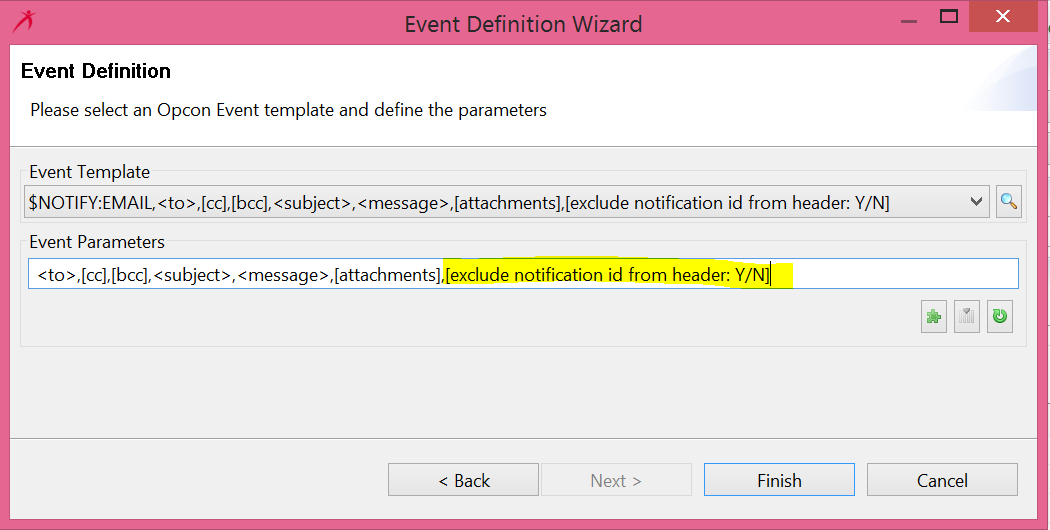 Event Definition Wizard
Event Definition
Please select an Opcon Event template and define the parameters
Event Template
$NOTIFY:EMAIL,<to>,[cc],[bcc],<subject>,<message>,[attachments],[exclude notification id from header: Y/N]
Event Parameters
<to>,[cc],[bcc],<subject>,<message>,[attachments],[exclude notification id from header: Y/N]
< Back
Next >
Finish
Cancel